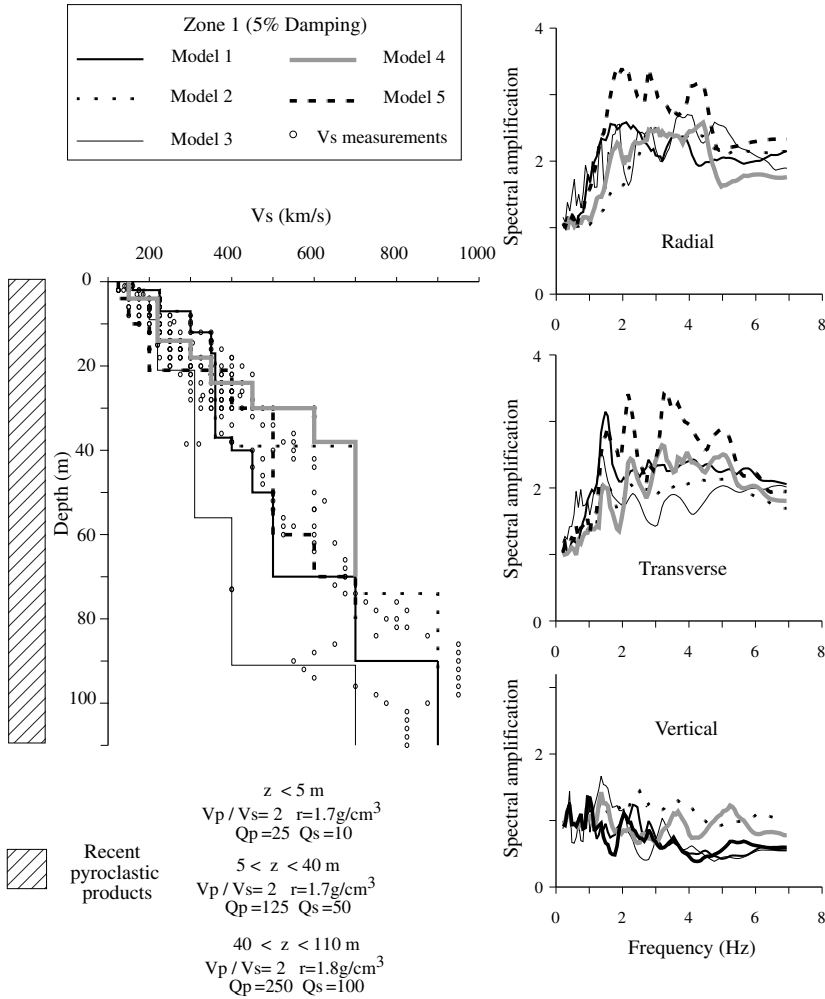 Zone 1 (5% Damping)
Model 1
Model 4
Model 2
Model 5
Model 3
Vs measurements
Vs (km/s)
200 400 600 800 1000
0
20
40
60
80
100
Depth (m)
z < 5 m
Vp / Vs= 2 r=1.7g/cm3
Qp=25 Qs=10
5 < z < 40 m
Vp / Vs= 2 r=1.7g/cm3
Qp=125 Qs=50
40 < z < 110 m
Vp / Vs= 2 r=1.8g/cm3
Qp=250 Qs=100
Recent
pyroclastic
products
4
2
0
Spectral amplification
Radial
0 2 4 6 8
4
2
0
Spectral amplification
Transverse
0 2 4 6 8
2
0
Spectral amplification
Vertical
0 2 4 6 8
Frequency (Hz)